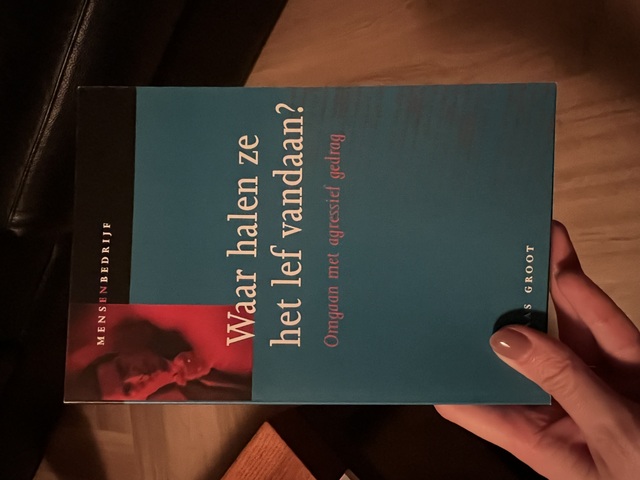 MENSENBEDRIJF
Waar halen ze
het lef vandaan?
Omgaan met agressief gedrag
GROOT